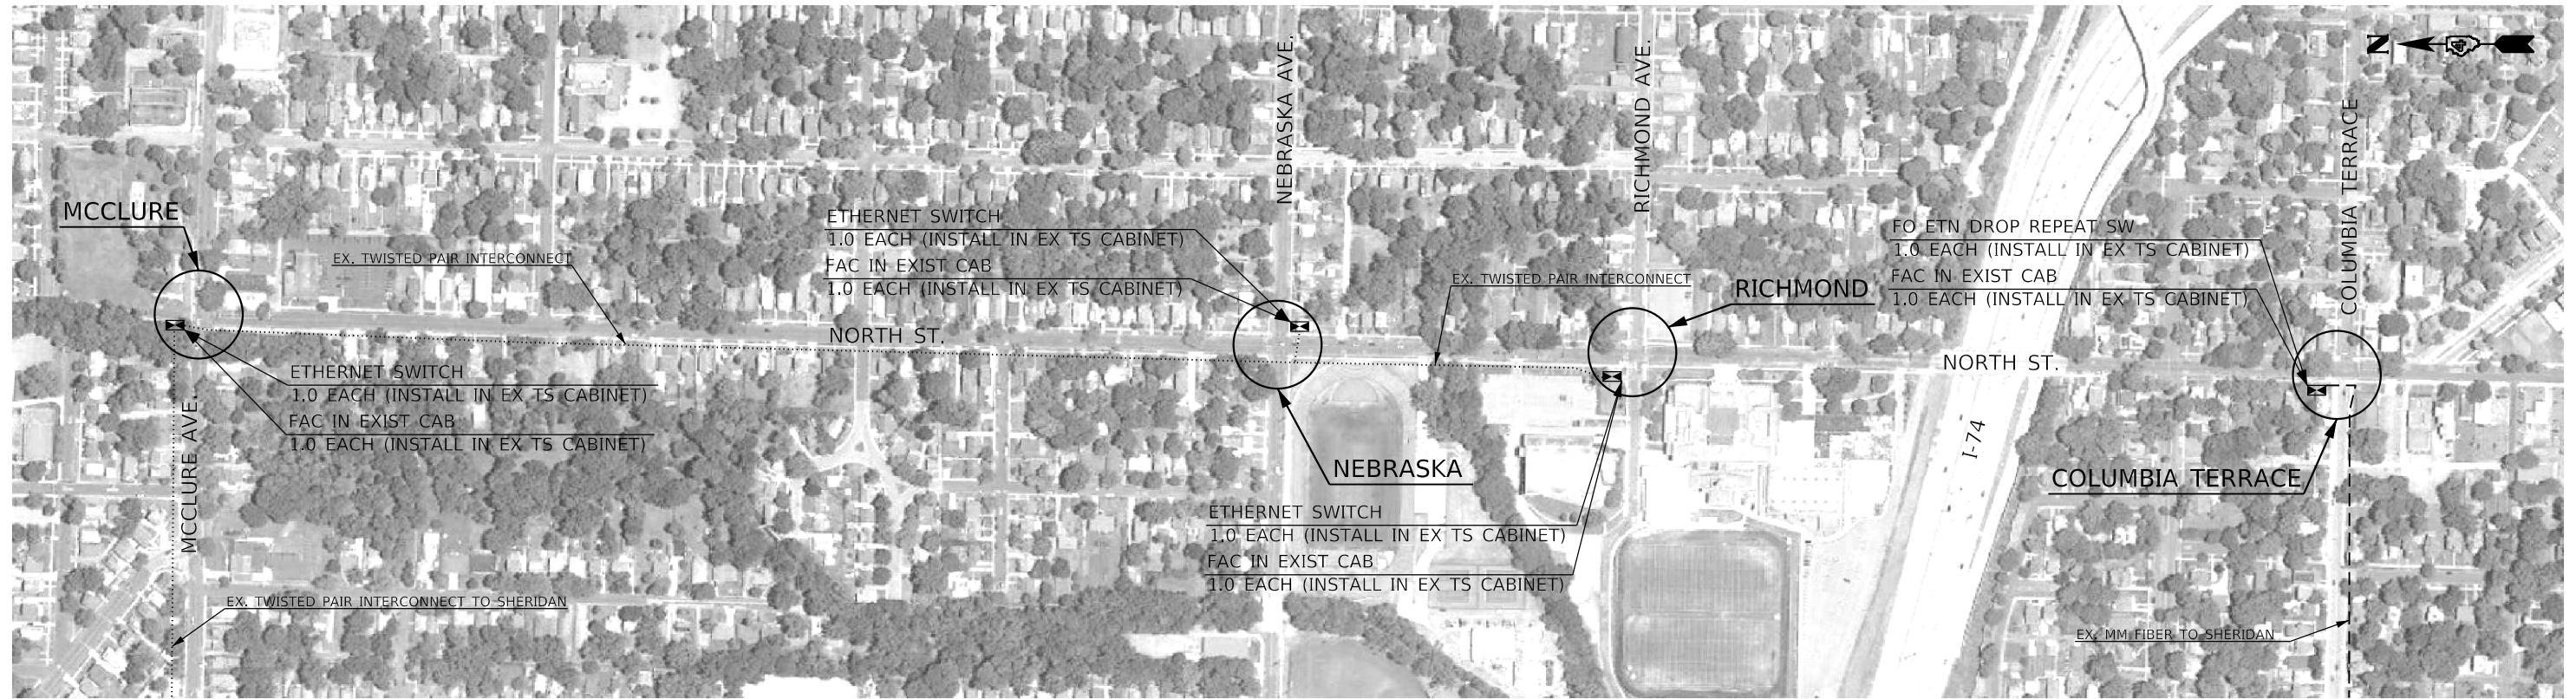 N
NEBRASKA AVE.
RICHMOND AVE.
COLUMBIA TERRACE
MCCLURE
EX. TWISTED PAIR INTERCONNECT
ETHERNET SWITCH
1.0 EACH (INSTALL IN EX TS CABINET)
FAC IN EXIST CAB
1.0 EACH (INSTALL IN EX TS CABINET)
EX. TWISTED PAIR INTERCONNECT
RICHMOND
FO ETN DROP REPEAT SW
1.0 EACH (INSTALL IN EX TS CABINET)
FAC IN EXIST CAB
1.0 EACH (INSTALL IN EX TS CABINET)
NORTH ST.
NORTH ST.
ETHERNET SWITCH
1.0 EACH (INSTALL IN EX TS CABINET)
FAC IN EXIST CAB
1.0 EACH (INSTALL IN EX TS CABINET)
MCCLURE AVE.
NEBRASKA
I-74
COLUMBIA TERRACE
ETHERNET SWITCH
1.0 EACH (INSTALL IN EX TS CABINET)
FAC IN EXIST CAB
1.0 EACH (INSTALL IN EX TS CABINET)
EX. TWISTED PAIR INTERCONNECT TO SHERIDAN
EX. MM FIBER TO SHERIDAN